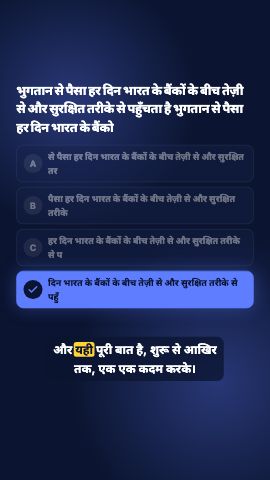 भुगतान से पैसा हर दिन भारत के बैंकों के बीच तेज़ी
से और सुरक्षित तरीके से पहुँचता है भुगतान से पैसा
हर दिन भारत के बैंको
A से पैसा हर दिन भारत के बैंकों के बीच तेज़ी से और सुरक्षित
तर
B पैसा हर दिन भारत के बैंकों के बीच तेज़ी से और सुरक्षित
तरीके
C हर दिन भारत के बैंकों के बीच तेज़ी से और सुरक्षित तरीके
से प
दिन भारत के बैंकों के बीच तेज़ी से और सुरक्षित तरीके से
पहुँ
और यही पूरी बात है, शुरू से आखिर
तक, एक एक कदम करके।